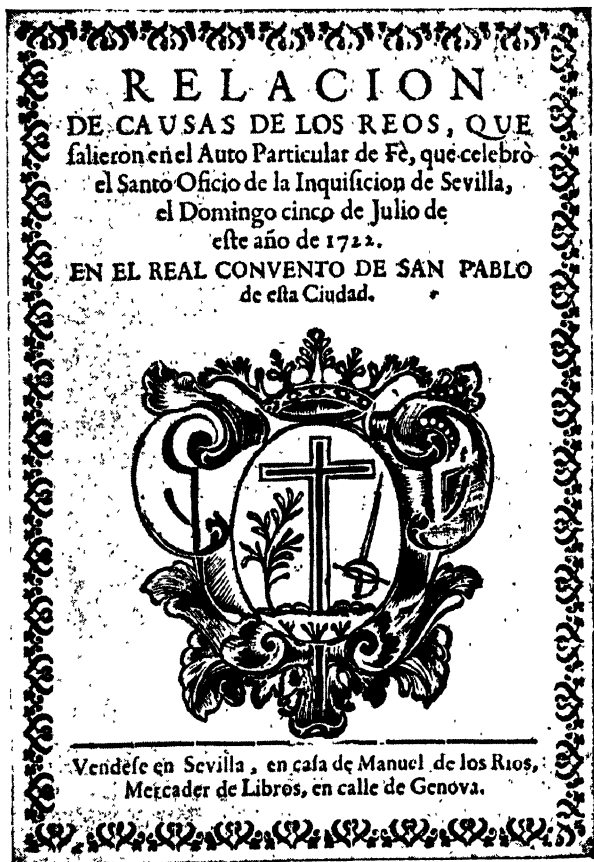 RELACION
DE CAUSAS DE LOS REOS, QUE
ſalieron en el Auto Particular de Fè, que celebrò
el Santo Oficio de la Inquiſicion de Sevilla,
el Domingo cinco de Julio de
eſte año de 1722.
EN EL REAL CONVENTO DE SAN PABLO
de eſta Ciudad.
Vendeſe en Sevilla, en caſa de Manuel de los Rios,
Mercader de Libros, en calle de Genova.